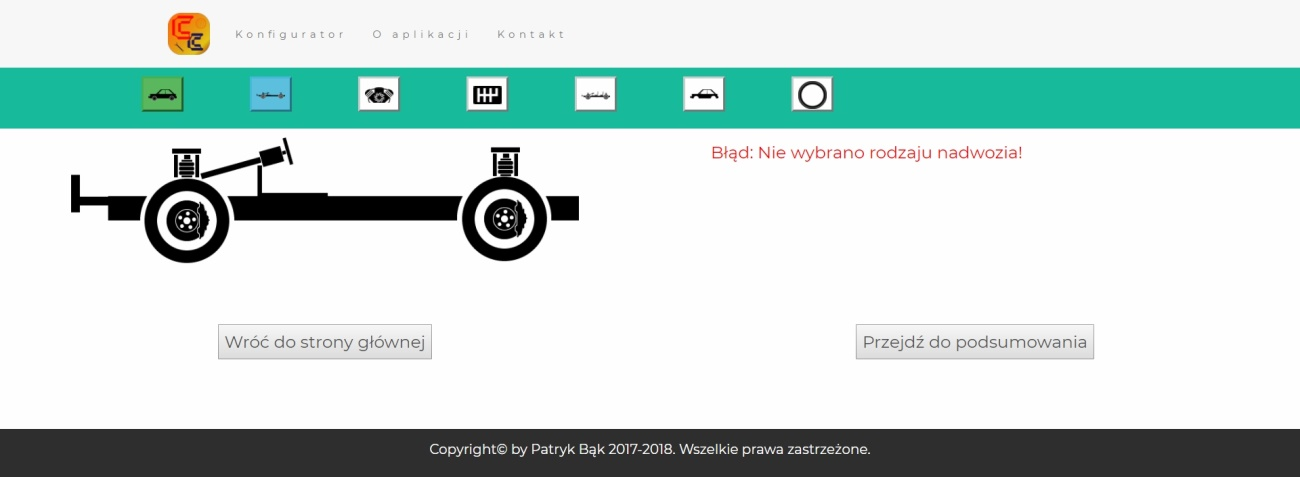 Konfigurator O aplikacji Kontakt
Błąd: Nie wybrano rodzaju nadwozia!
Wróć do strony głównej
Przejdź do podsumowania
Copyright© by Patryk Bąk 2017-2018. Wszelkie prawa zastrzeżone.